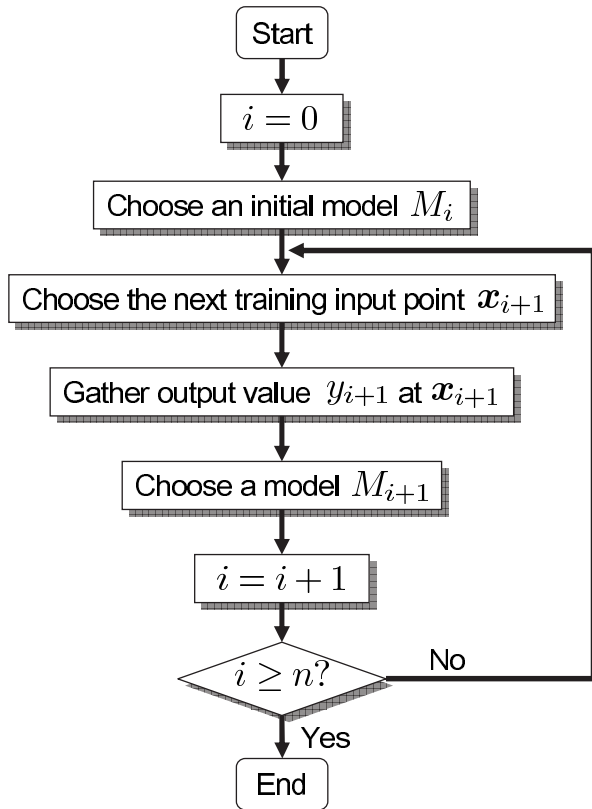 Start
i = 0
Choose an initial model M_i
Choose the next training input point x_{i+1}
Gather output value y_{i+1} at x_{i+1}
Choose a model M_{i+1}
i = i + 1
i ≥ n?
No
Yes
End